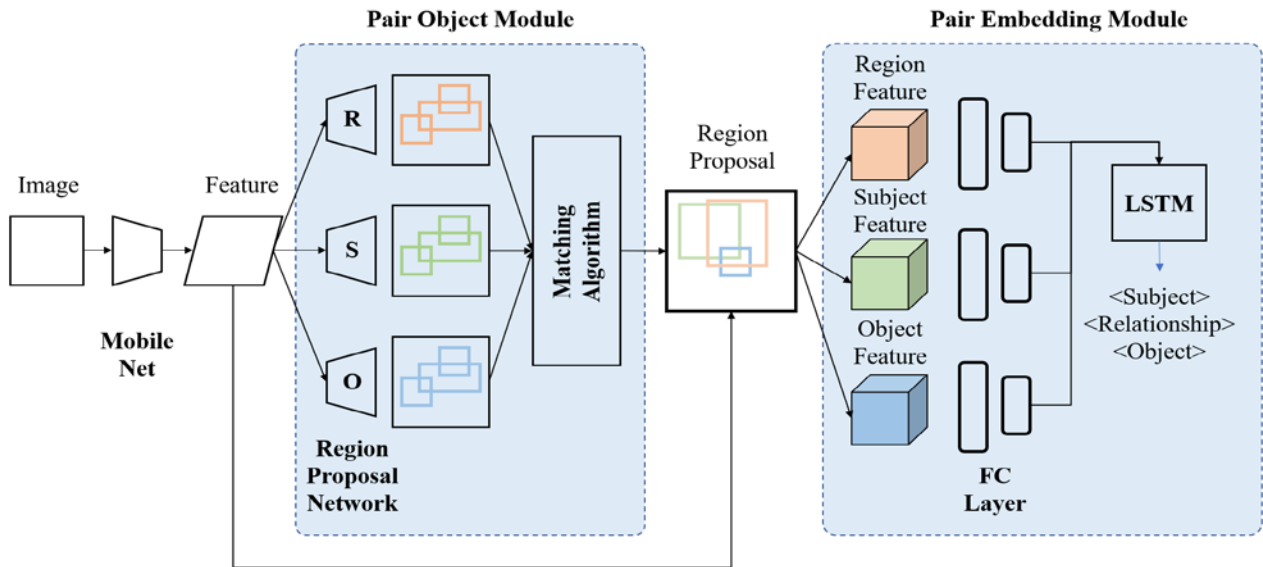 Pair Object Module
Pair Embedding Module
Image
Mobile
Net
Feature
R
S
O
Region
Proposal
Network
Matching
Algorithm
Region
Proposal
Region
Feature
Subject
Feature
Object
Feature
FC
Layer
LSTM
<Subject>
<Relationship>
<Object>